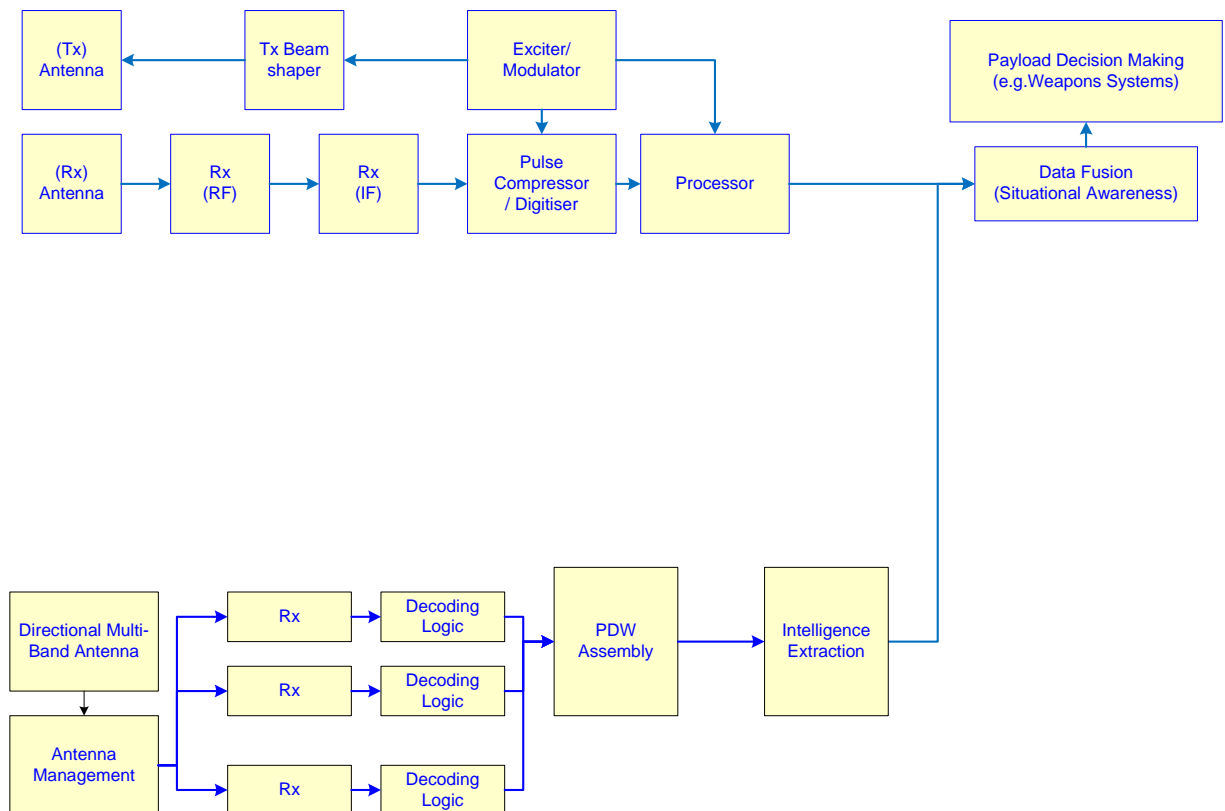 (Tx)
Antenna
Tx Beam
shaper
Exciter/
Modulator
Payload Decision Making
(e.g.Weapons Systems)
(Rx)
Antenna
Rx
(RF)
Rx
(IF)
Pulse
Compressor
/ Digitiser
Processor
Data Fusion
(Situational Awareness)
Directional Multi-
Band Antenna
Antenna
Management
Rx
Decoding
Logic
Rx
Decoding
Logic
Rx
Decoding
Logic
PDW
Assembly
Intelligence
Extraction